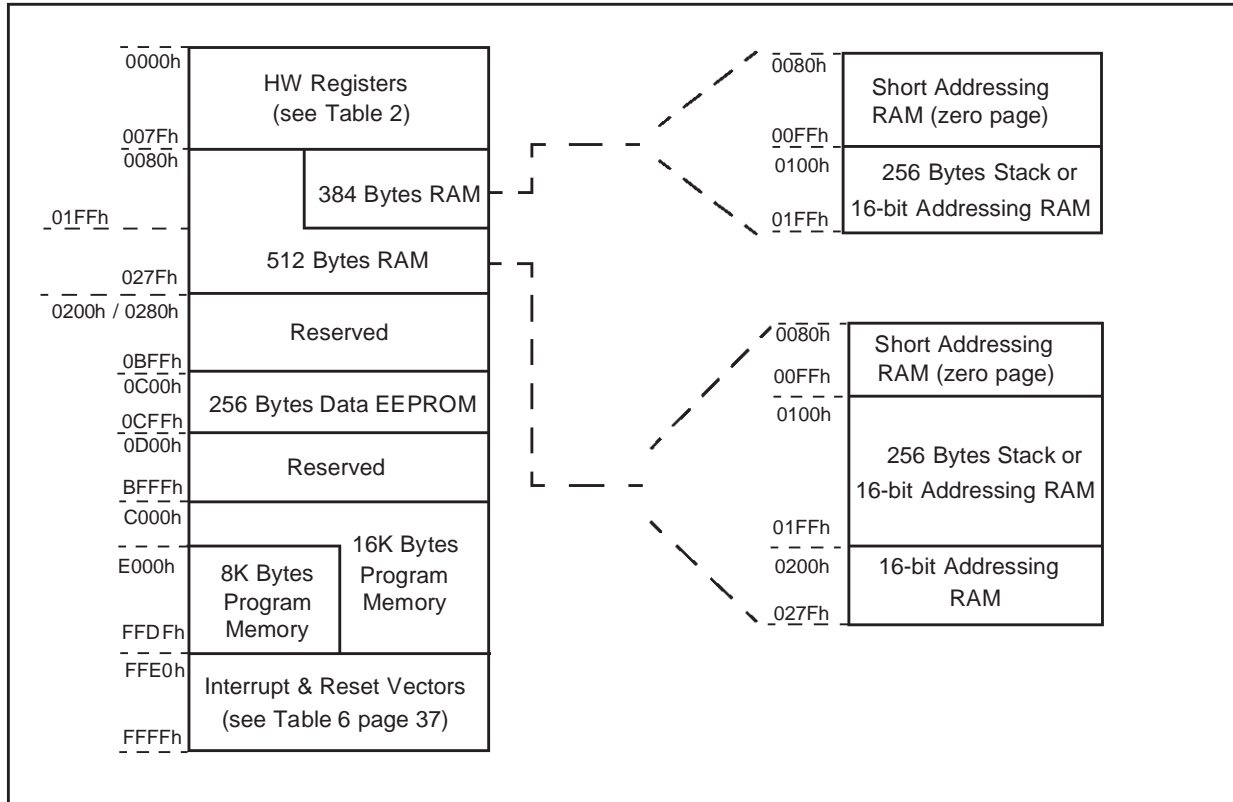 0000h
HW Registers
(see Table 2)
007Fh
0080h
384 Bytes RAM
01FFh
512 Bytes RAM
027Fh
0200h / 0280h
Reserved
0BFFh
0C00h
256 Bytes Data EEPROM
0CFFh
0D00h
Reserved
BFFFh
C000h
16K Bytes
Program
Memory
E000h
8K Bytes
Program
Memory
FFDFh
FFE0h
Interrupt & Reset Vectors
(see Table 6 page 37)
FFFFh
0080h
Short Addressing
RAM (zero page)
00FFh
0100h
256 Bytes Stack or
16-bit Addressing RAM
01FFh
0080h
Short Addressing
RAM (zero page)
00FFh
0100h
256 Bytes Stack or
16-bit Addressing RAM
01FFh
0200h
16-bit Addressing
RAM
027Fh